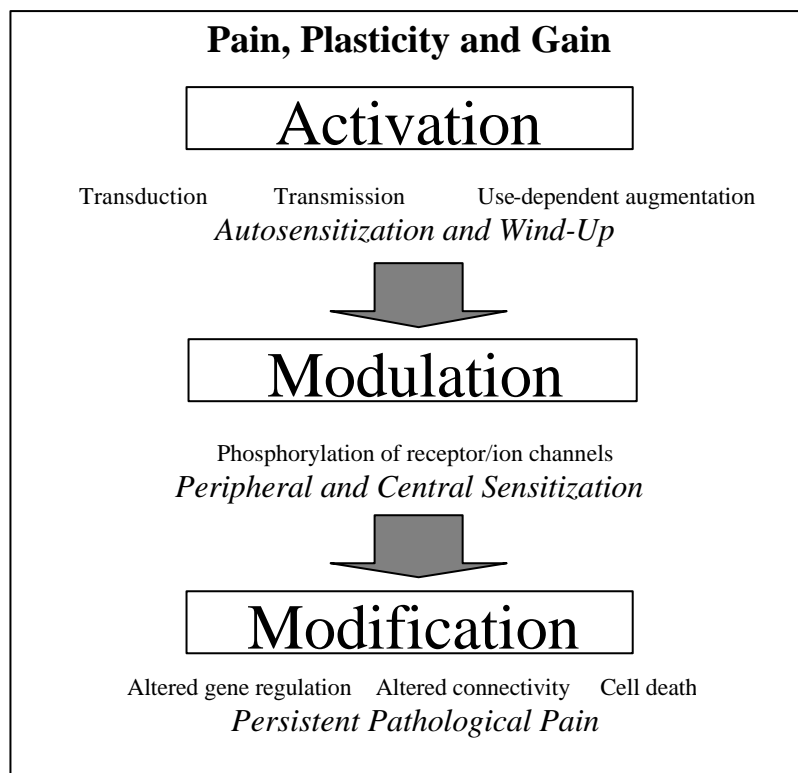 Pain, Plasticity and Gain
Activation
Transduction Transmission Use-dependent augmentation
Autosensitization and Wind-Up
Modulation
Phosphorylation of receptor/ion channels
Peripheral and Central Sensitization
Modification
Altered gene regulation Altered connectivity Cell death
Persistent Pathological Pain